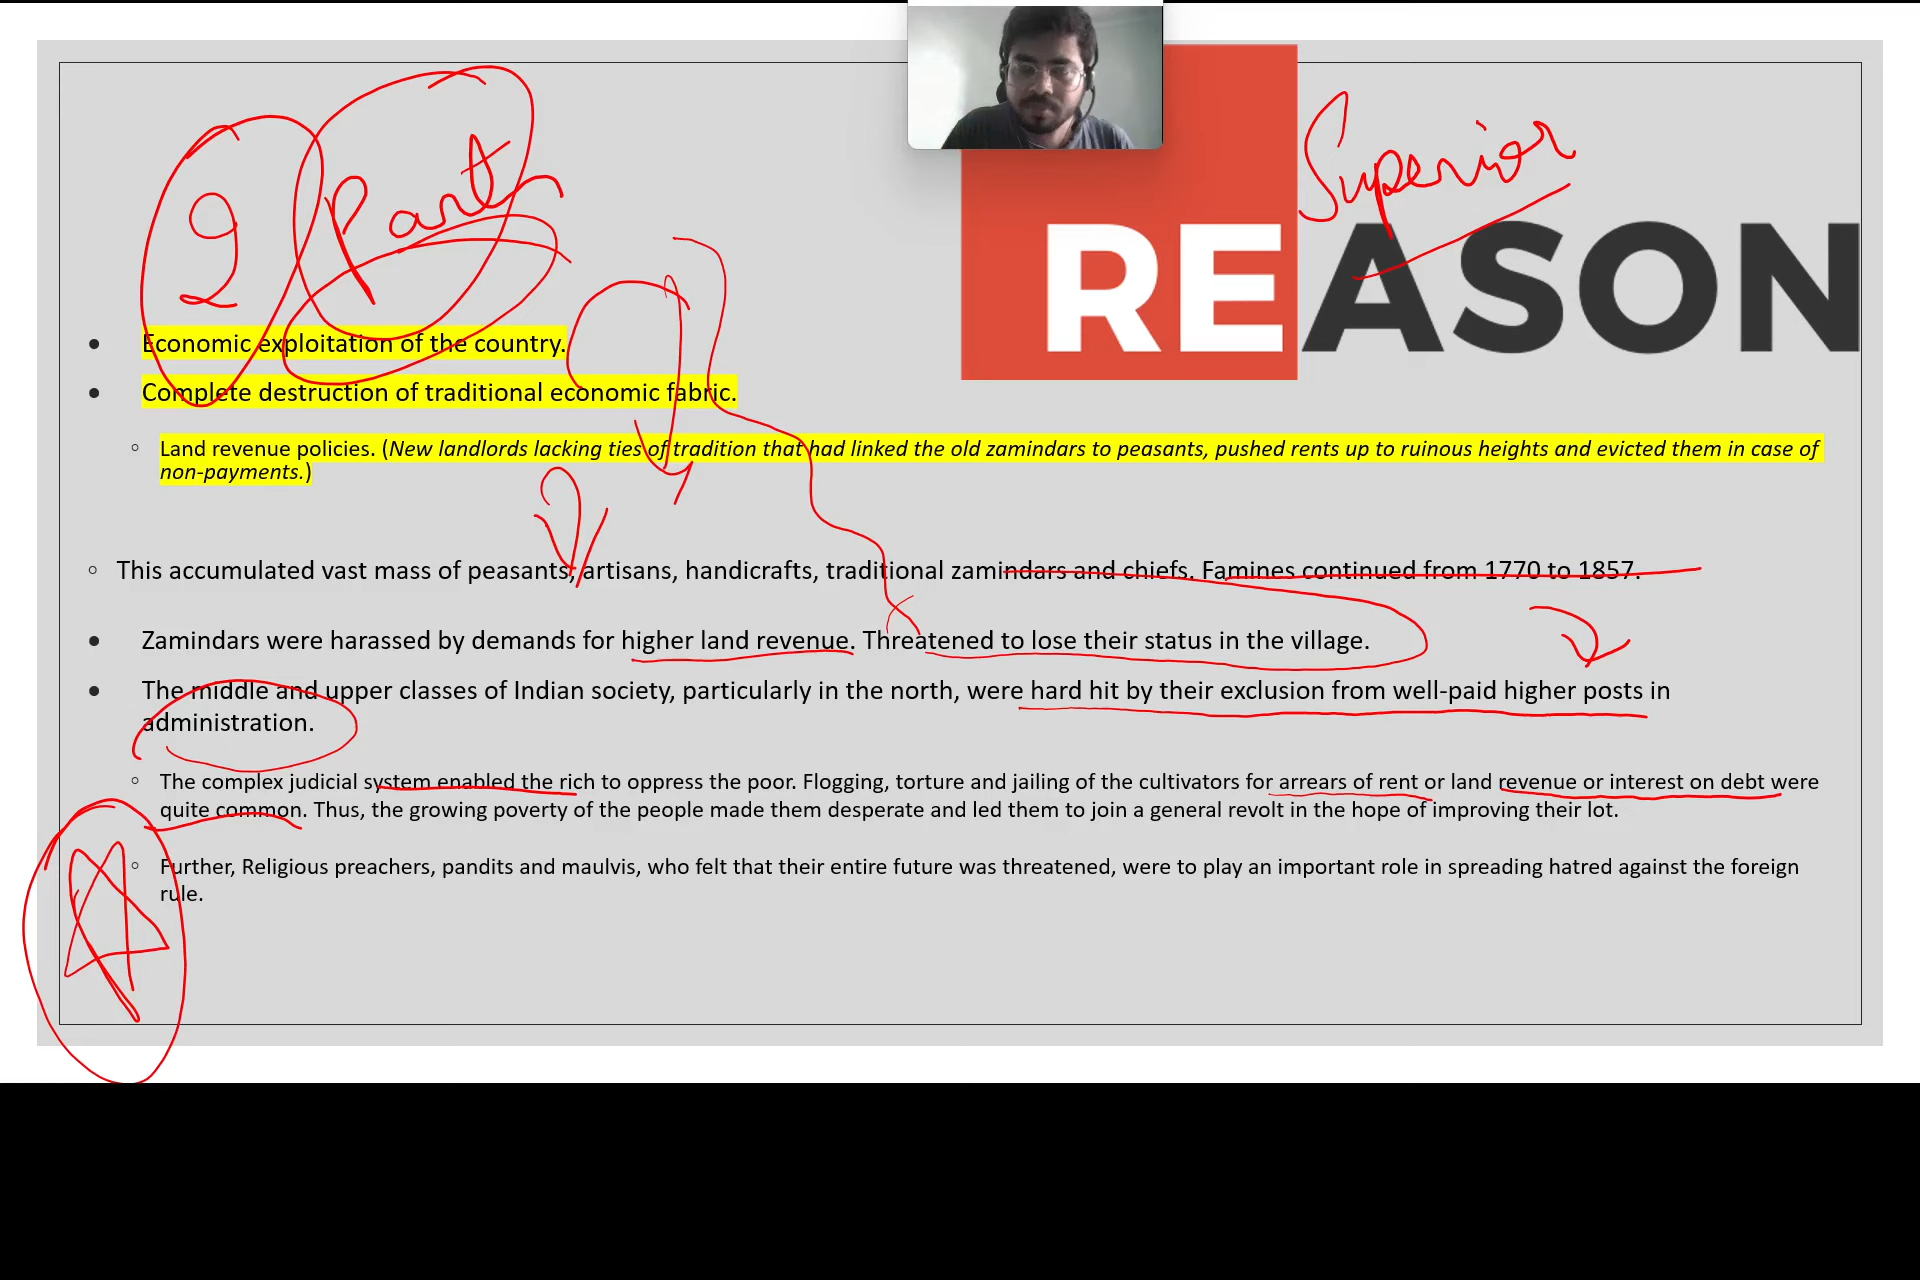 Superior
2 Part
REASON
Economic exploitation of the country.
Complete destruction of traditional economic fabric.
Land revenue policies. (New landlords lacking ties of tradition that had linked the old zamindars to peasants, pushed rents up to ruinous heights and evicted them in case of
non-payments.)
This accumulated vast mass of peasants, artisans, handicrafts, traditional zamindars and chiefs. Famines continued from 1770 to 1857.
Zamindars were harassed by demands for higher land revenue. Threatened to lose their status in the village.
The middle and upper classes of Indian society, particularly in the north, were hard hit by their exclusion from well-paid higher posts in
administration.
The complex judicial system enabled the rich to oppress the poor. Flogging, torture and jailing of the cultivators for arrears of rent or land revenue or interest on debt were
quite common. Thus, the growing poverty of the people made them desperate and led them to join a general revolt in the hope of improving their lot.
Further, Religious preachers, pandits and maulvis, who felt that their entire future was threatened, were to play an important role in spreading hatred against the foreign
rule.